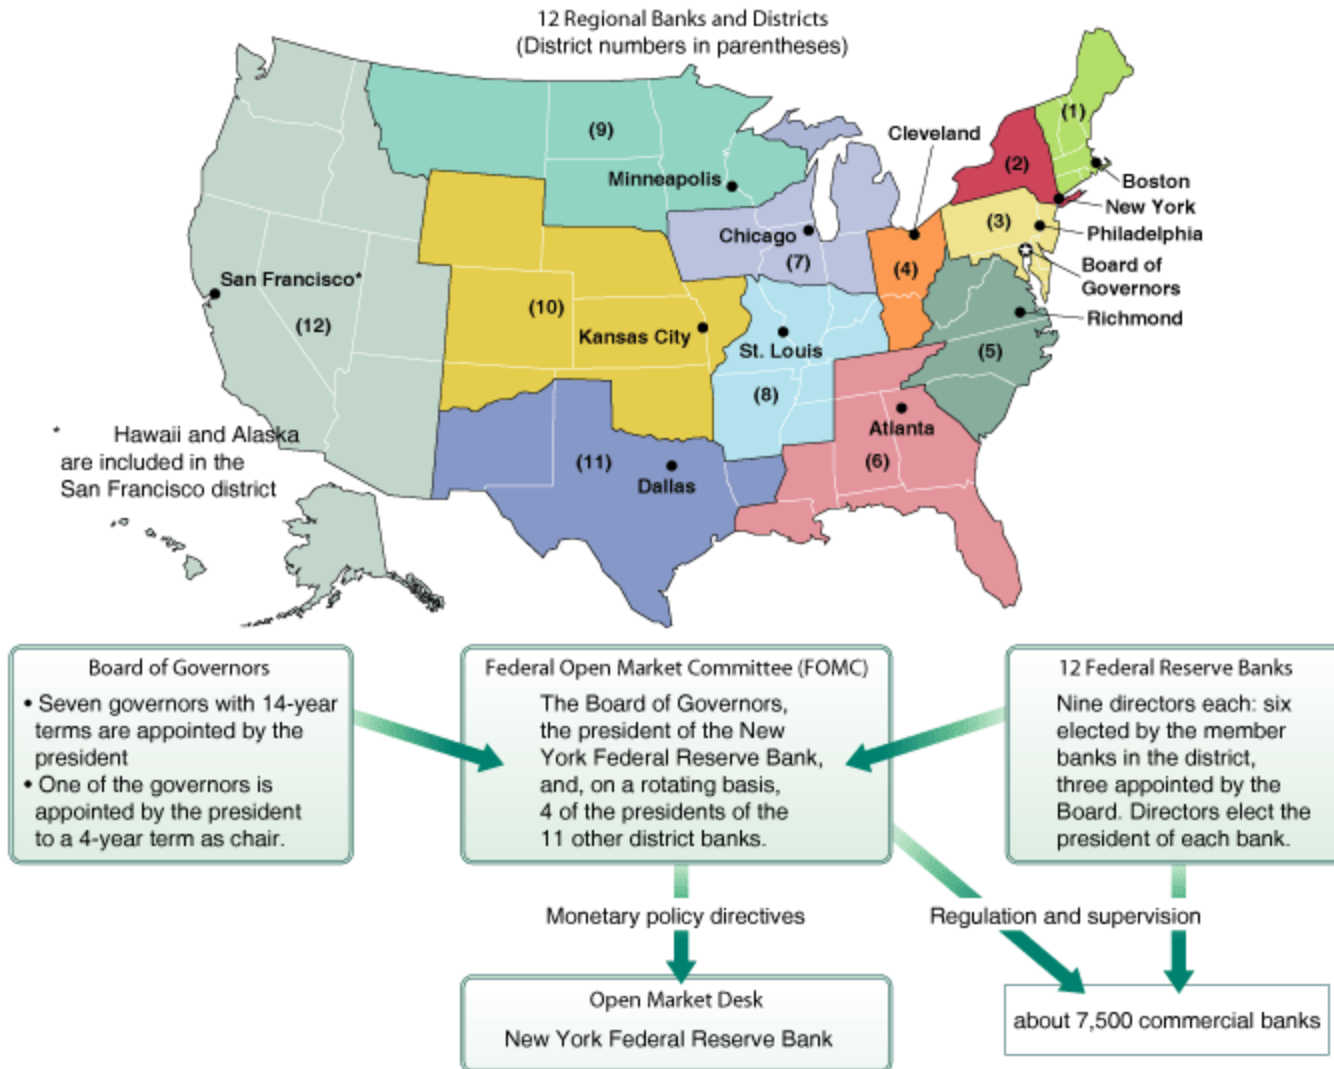 12 Regional Banks and Districts
(District numbers in parentheses)
(1)
(9)
Cleveland
(2)
Minneapolis
Boston
New York
(3)
Philadelphia
Chicago
(7)
(4)
Board of
Governors
San Francisco*
(10)
Richmond
(12)
Kansas City
St. Louis
(5)
(8)
Atlanta
(6)
* Hawaii and Alaska
are included in the
San Francisco district
(11)
Dallas
Board of Governors
• Seven governors with 14-year
terms are appointed by the
president
• One of the governors is
appointed by the president
to a 4-year term as chair.
Federal Open Market Committee (FOMC)
The Board of Governors,
the president of the New
York Federal Reserve Bank,
and, on a rotating basis,
4 of the presidents of the
11 other district banks.
12 Federal Reserve Banks
Nine directors each: six
elected by the member
banks in the district,
three appointed by the
Board. Directors elect the
president of each bank.
Monetary policy directives
Regulation and supervision
Open Market Desk
New York Federal Reserve Bank
about 7,500 commercial banks